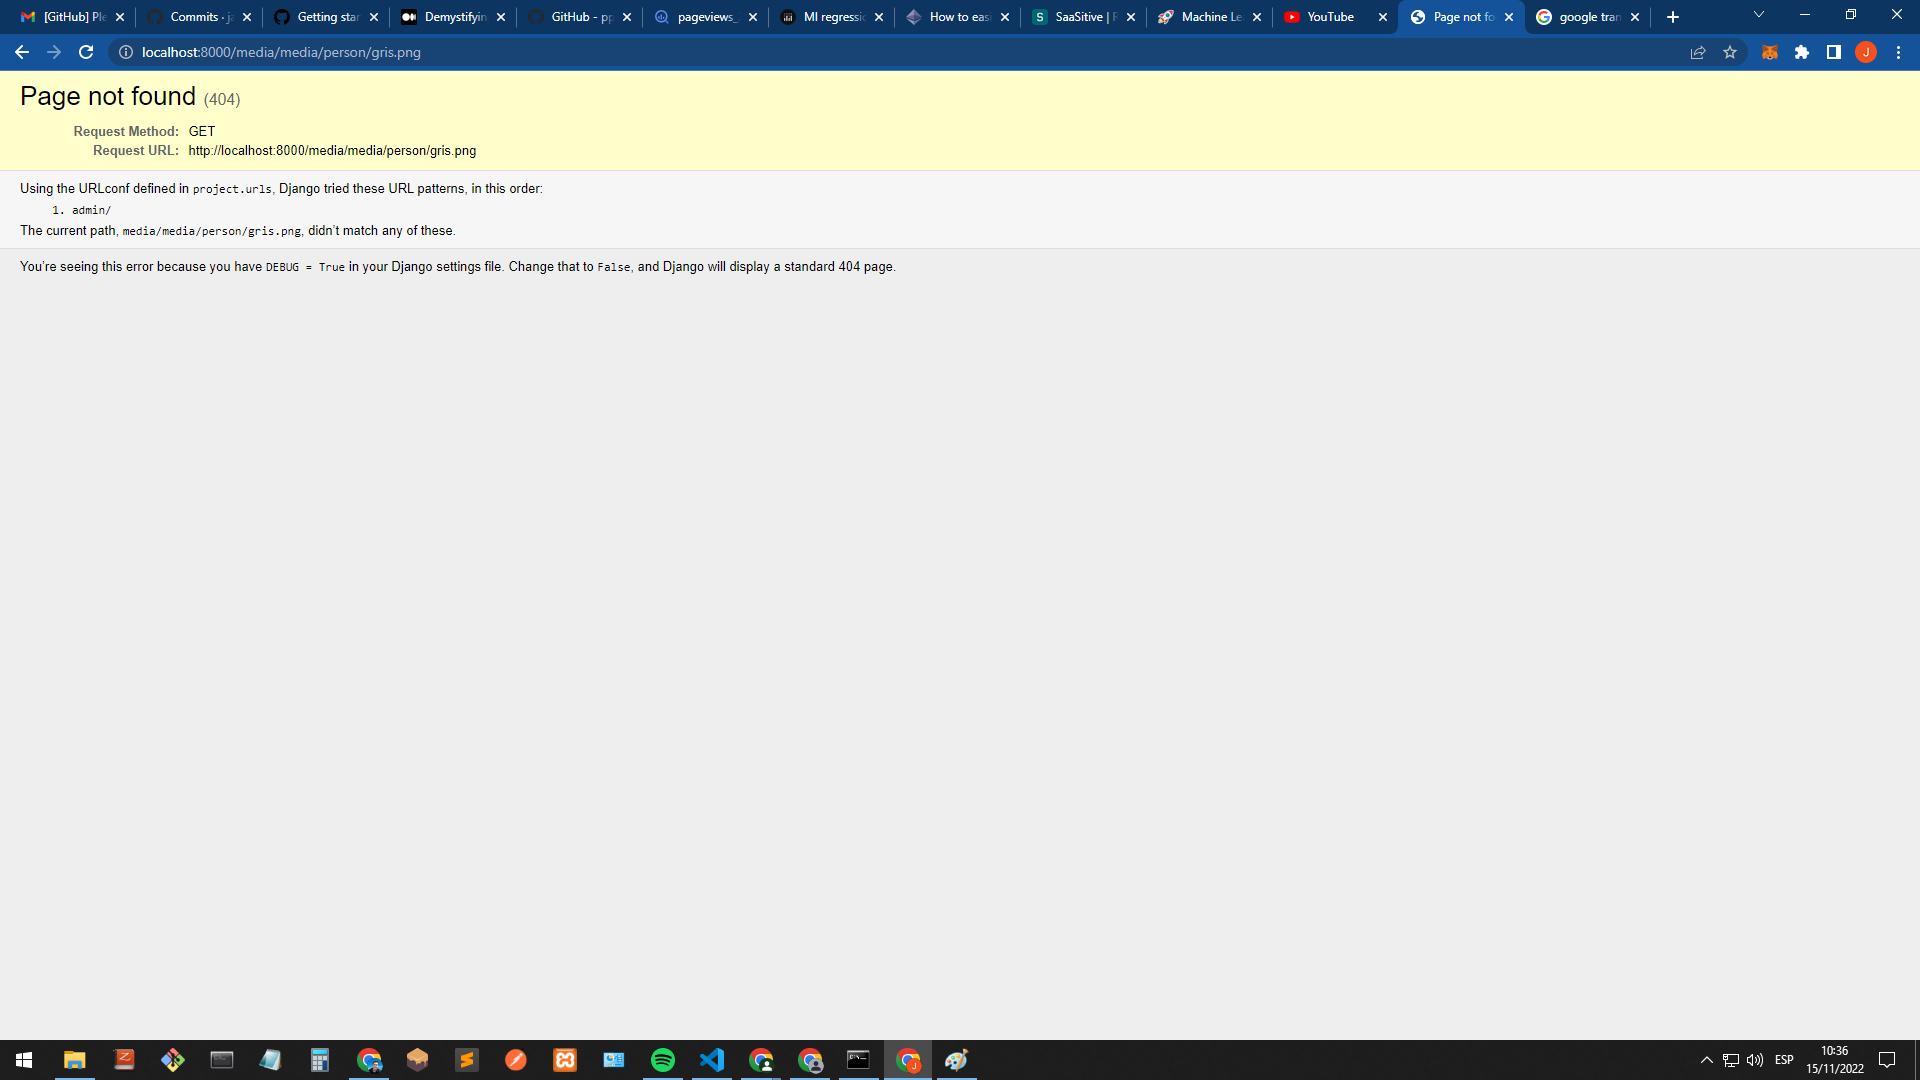 [GitHub] Ple
Commits · ja
Getting star
Demystifyin
GitHub - pp
pageviews_
MI regressio
How to easi
SaaSitive | R
Machine Le
YouTube
Page not fo
google tran
localhost:8000/media/media/person/gris.png
J
Page not found (404)
Request Method: GET
Request URL: http://localhost:8000/media/media/person/gris.png
Using the URLconf defined in project.urls, Django tried these URL patterns, in this order:
1. admin/
The current path, media/media/person/gris.png, didn't match any of these.
You're seeing this error because you have DEBUG = True in your Django settings file. Change that to False, and Django will display a standard 404 page.
ESP
10:36
15/11/2022